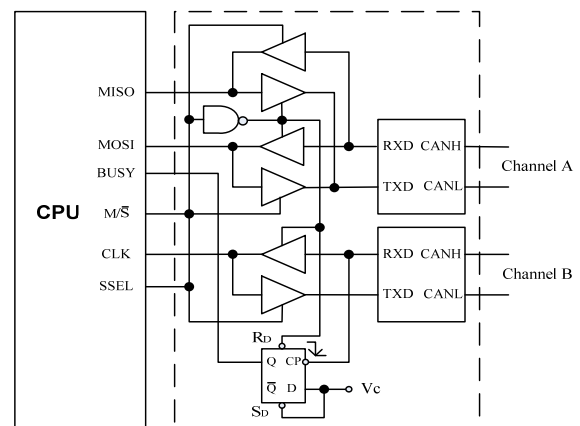 CPU
MISO
MOSI
BUSY
M/S̅
CLK
SSEL
RXD CANH
TXD CANL
Channel A
RXD CANH
TXD CANL
Channel B
RD
Q CP
Q̅ D
SD
Vc